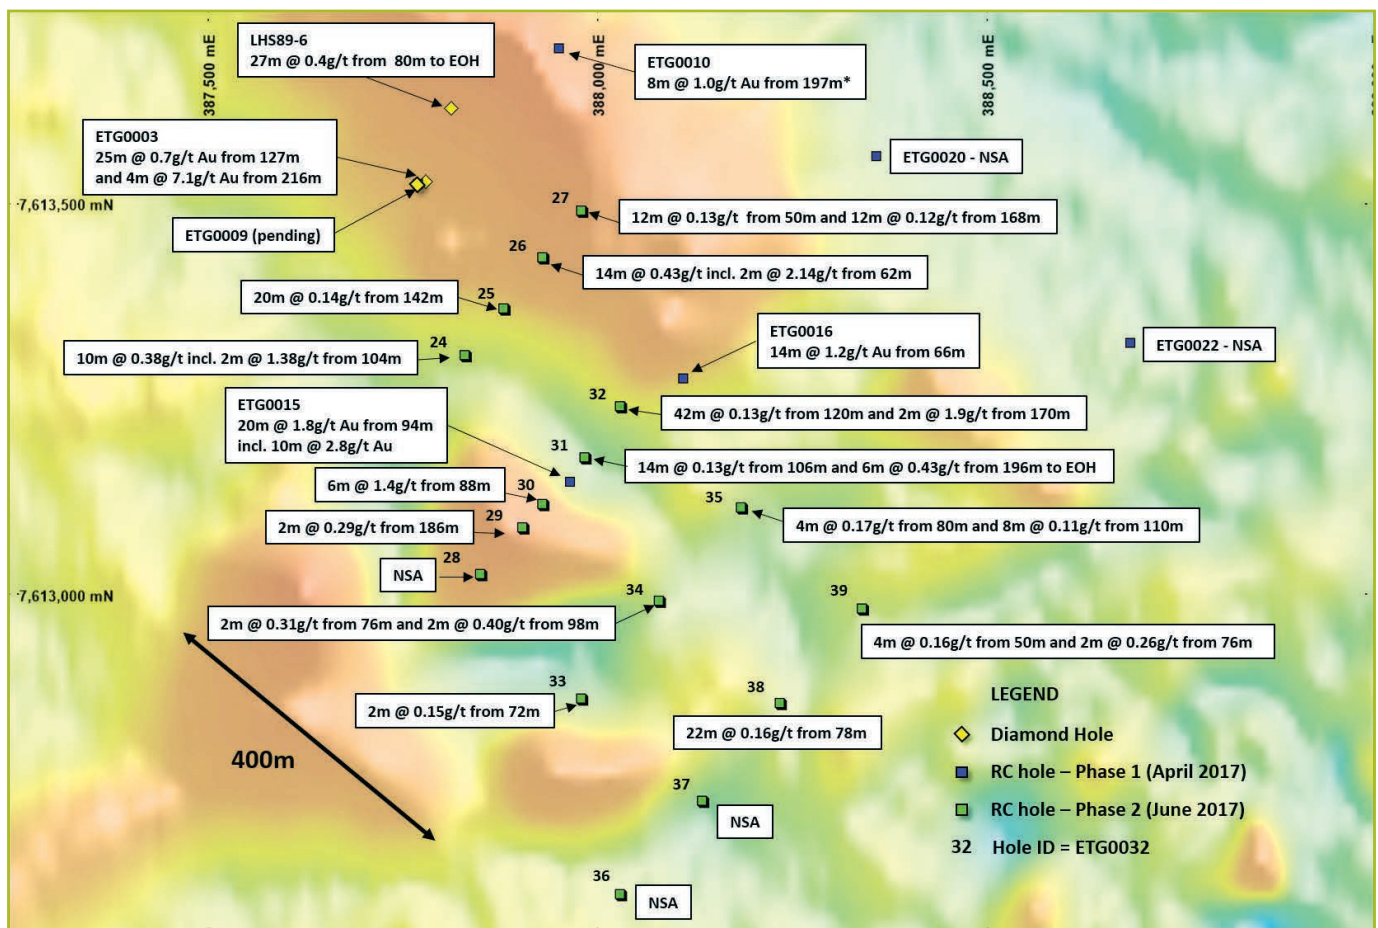 387,500 mE
388,000 mE
388,500 mE
LHS89-6
27m @ 0.4g/t from 80m to EOH
ETG0010
8m @ 1.0g/t Au from 197m*
ETG0003
25m @ 0.7g/t Au from 127m
and 4m @ 7.1g/t Au from 216m
ETG0020 - NSA
7,613,500 mN
27
12m @ 0.13g/t from 50m and 12m @ 0.12g/t from 168m
ETG0009 (pending)
26
14m @ 0.43g/t incl. 2m @ 2.14g/t from 62m
20m @ 0.14g/t from 142m
25
ETG0016
14m @ 1.2g/t Au from 66m
24
10m @ 0.38g/t incl. 2m @ 1.38g/t from 104m
ETG0022 - NSA
ETG0015
20m @ 1.8g/t Au from 94m
incl. 10m @ 2.8g/t Au
32
42m @ 0.13g/t from 120m and 2m @ 1.9g/t from 170m
31
14m @ 0.13g/t from 106m and 6m @ 0.43g/t from 196m to EOH
6m @ 1.4g/t from 88m
30
35
4m @ 0.17g/t from 80m and 8m @ 0.11g/t from 110m
2m @ 0.29g/t from 186m
29
NSA
28
7,613,000 mN
34
2m @ 0.31g/t from 76m and 2m @ 0.40g/t from 98m
39
4m @ 0.16g/t from 50m and 2m @ 0.26g/t from 76m
33
2m @ 0.15g/t from 72m
38
22m @ 0.16g/t from 78m
400m
37
NSA
36
NSA
LEGEND
Diamond Hole
RC hole – Phase 1 (April 2017)
RC hole – Phase 2 (June 2017)
32 Hole ID = ETG0032